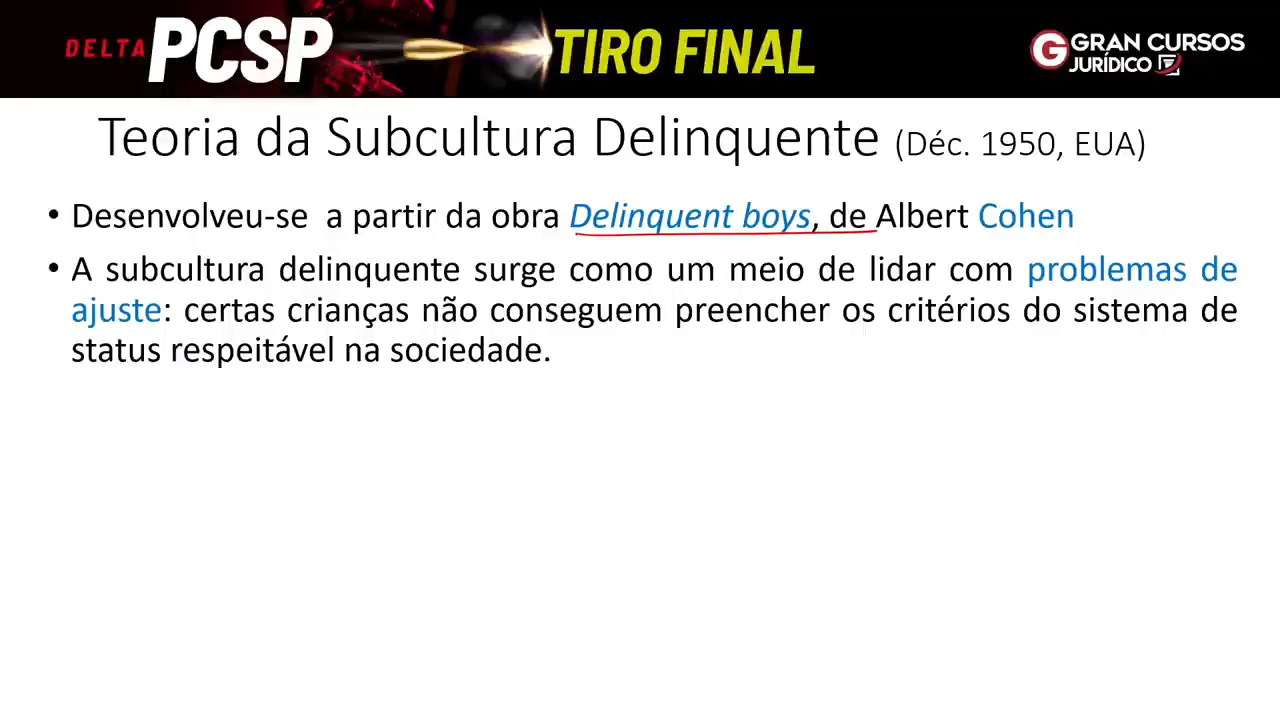 DELTA PCSP TIRO FINAL GRAN CURSOS
JURÍDICO
Teoria da Subcultura Delinquente (Déc. 1950, EUA)
• Desenvolveu-se a partir da obra Delinquent boys, de Albert Cohen
• A subcultura delinquente surge como um meio de lidar com problemas de
ajuste: certas crianças não conseguem preencher os critérios do sistema de
status respeitável na sociedade.